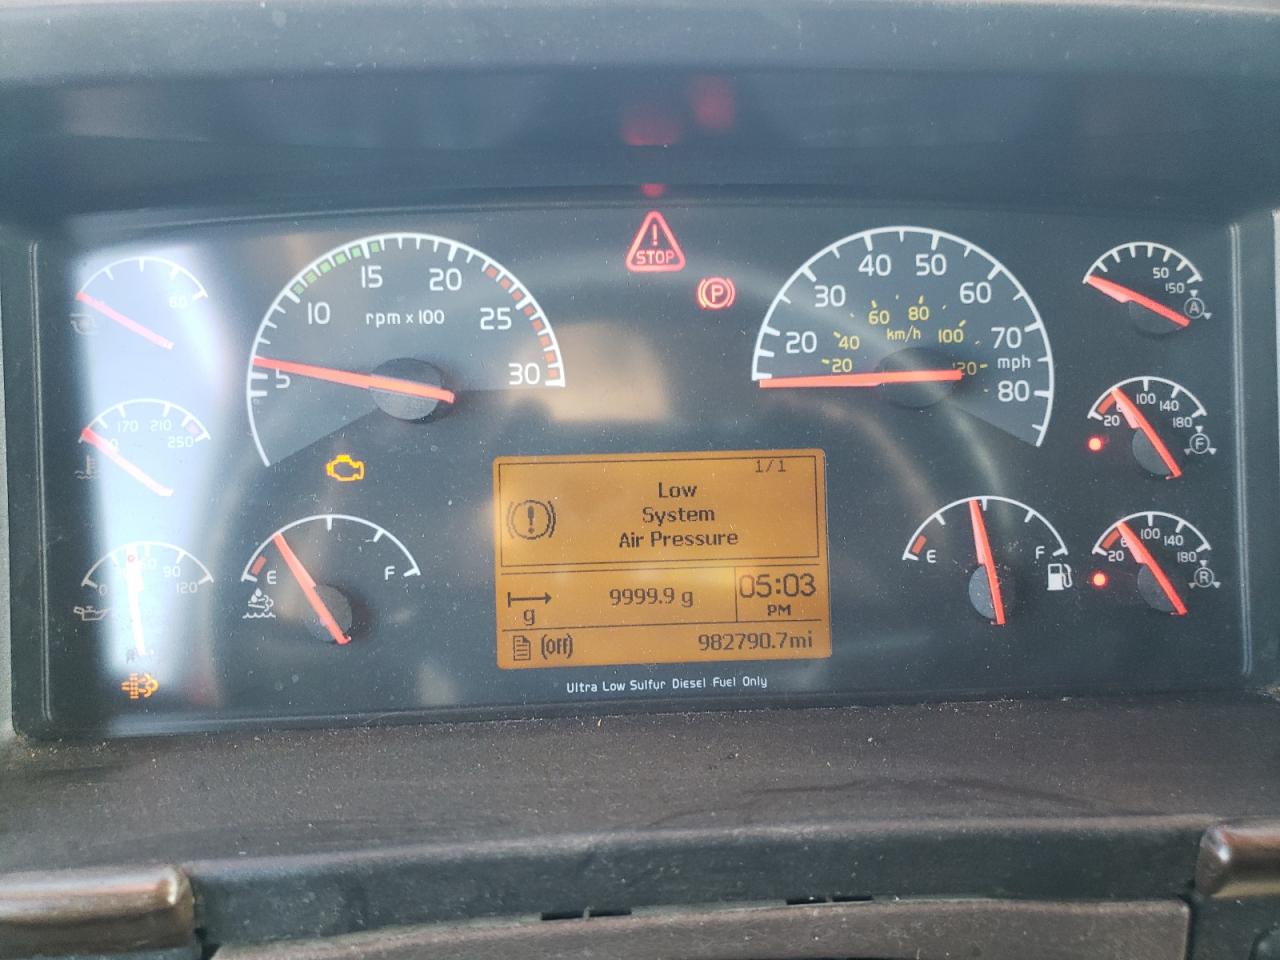 STOP
P
60
10
15
20
25
30
5
rpm x 100
20
30
40
50
60
70
80
mph
20
40
60
80
100
120
km/h
50
150
A
170
210
250
20
100
140
180
F
90
120
0
E
F
1/1
Low
System
Air Pressure
9999.9 g
g
05:03
PM
(off)
982790.7mi
Ultra Low Sulfur Diesel Fuel Only
E
F
20
100
140
180
R